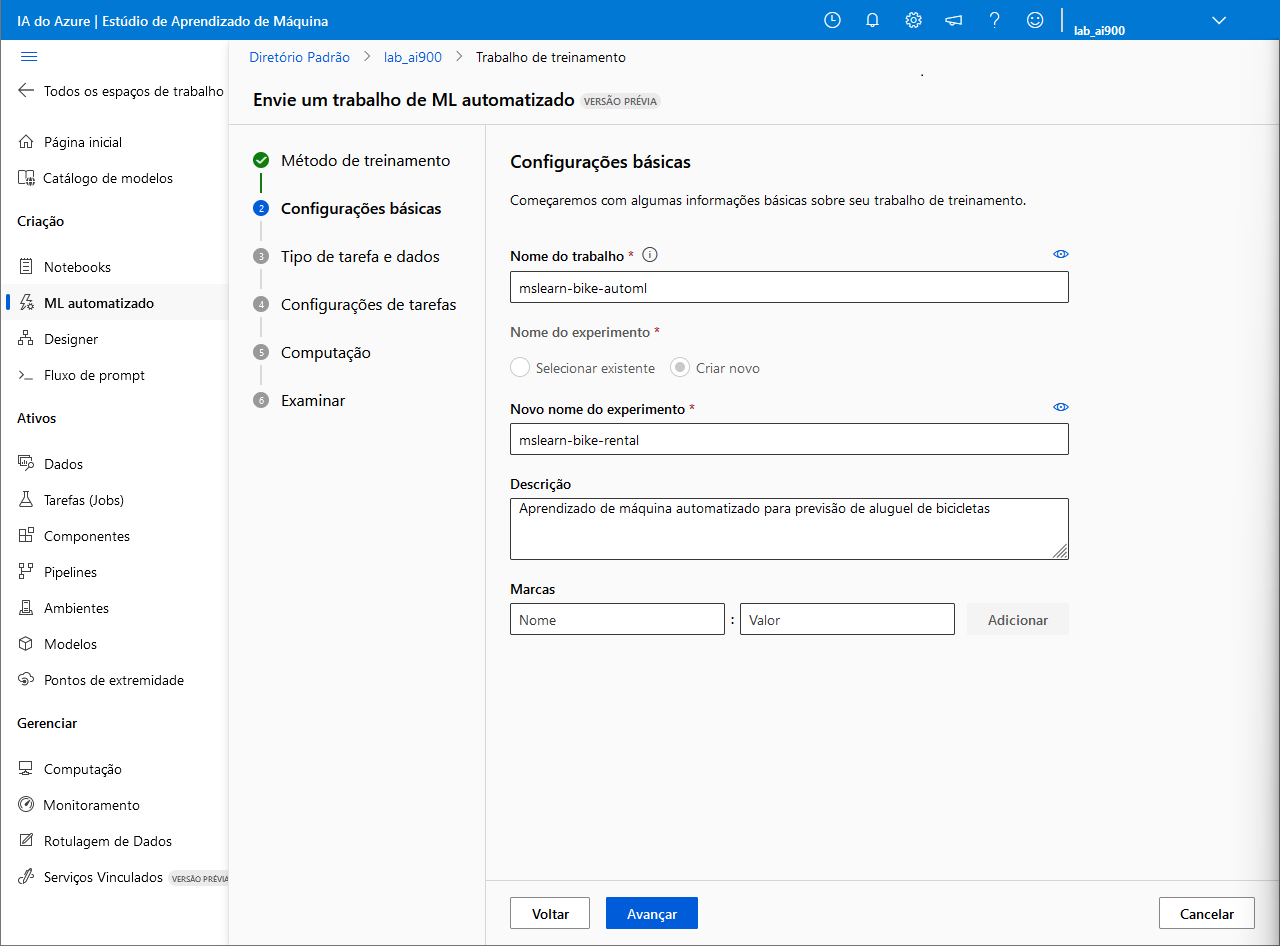 IA do Azure | Estúdio de Aprendizado de Máquina
lab_ai900
Todos os espaços de trabalho
Página inicial
Catálogo de modelos
Criação
Notebooks
ML automatizado
Designer
Fluxo de prompt
Ativos
Dados
Tarefas (Jobs)
Componentes
Pipelines
Ambientes
Modelos
Pontos de extremidade
Gerenciar
Computação
Monitoramento
Rotulagem de Dados
Serviços Vinculados VERSÃO PRÉVIA
Diretório Padrão > lab_ai900 > Trabalho de treinamento
Envie um trabalho de ML automatizado VERSÃO PRÉVIA
Método de treinamento
2 Configurações básicas
3 Tipo de tarefa e dados
4 Configurações de tarefas
5 Computação
6 Examinar
Configurações básicas
Começaremos com algumas informações básicas sobre seu trabalho de treinamento.
Nome do trabalho *
mslearn-bike-automl
Nome do experimento *
Selecionar existente Criar novo
Novo nome do experimento *
mslearn-bike-rental
Descrição
Aprendizado de máquina automatizado para previsão de aluguel de bicicletas
Marcas
Nome : Valor Adicionar
Voltar Avançar Cancelar